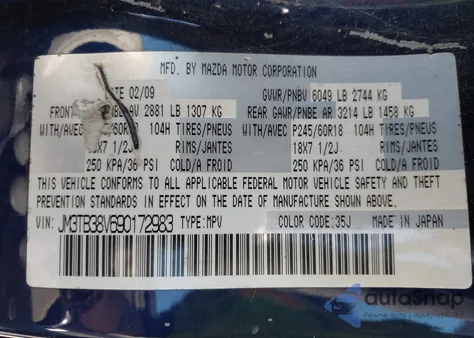 MFD. BY MAZDA MOTOR CORPORATION
DATE 02/09 GVWR/PNBV 6049 LB 2744 KG
FRONT AV 2881 LB 1307 KG REAR GAWR/PNBE AR 3214 LB 1458 KG
WITH/AVEC 60R 104H TIRES/PNEUS WITH/AVEC P245/60R18 104H TIRES/PNEUS
18X7 1/2J RIMS/JANTES 18X7 1/2J RIMS/JANTES
250 KPA/36 PSI COLD/A FROID 250 KPA/36 PSI COLD/A FROID
THIS VEHICLE CONFORMS TO ALL APPLICABLE FEDERAL MOTOR VEHICLE SAFETY AND THEFT
PREVENTION STANDARDS IN EFFECT ON THE DATE OF MANUFACTURE SHOWN ABOVE.
VIN: JM3TB38V690172983 TYPE:MPV COLOR CODE:35J MADE IN JAPAN
autoSnap